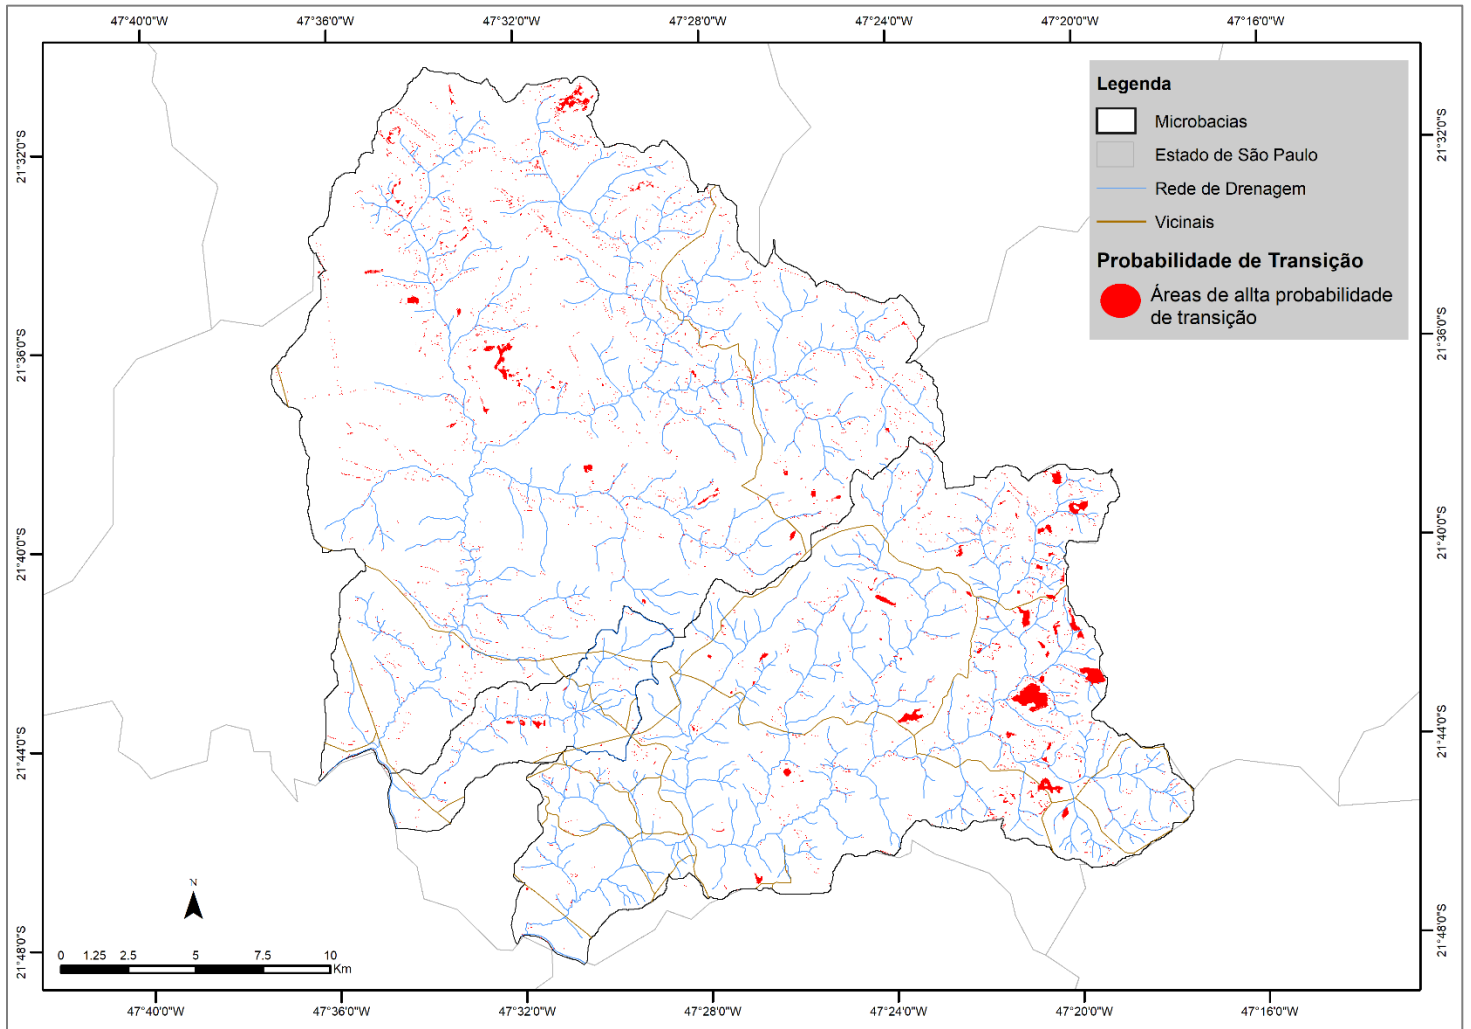 47°40'0"W 47°36'0"W 47°32'0"W 47°28'0"W 47°24'0"W 47°20'0"W 47°16'0"W
Legenda
Microbacias
Estado de São Paulo
Rede de Drenagem
Vicinais
Probabilidade de Transição
Áreas de allta probabilidade
de transição
21°32'0"S
21°32'0"S
21°36'0"S
21°36'0"S
21°40'0"S
21°40'0"S
21°44'0"S
21°44'0"S
21°48'0"S
21°48'0"S
N
0 1.25 2.5 5 7.5 10
Km
47°40'0"W 47°36'0"W 47°32'0"W 47°28'0"W 47°24'0"W 47°20'0"W 47°16'0"W